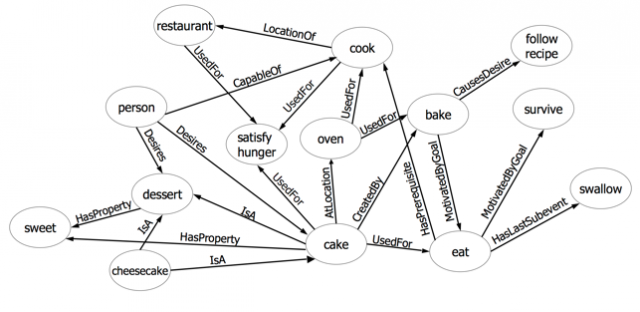 restaurant
LocationOf
cook
follow
recipe
UsedFor
CapableOf
UsedFor
UsedFor
CausesDesire
person
Desires
Desires
satisfy
hunger
oven
UsedFor
bake
survive
dessert
UsedFor
AtLocation
CreatedBy
HasPrerequisite
MotivatedByGoal
MotivatedByGoal
swallow
HasProperty
IsA
IsA
sweet
HasProperty
cake
UsedFor
eat
HasLastSubevent
cheesecake
IsA